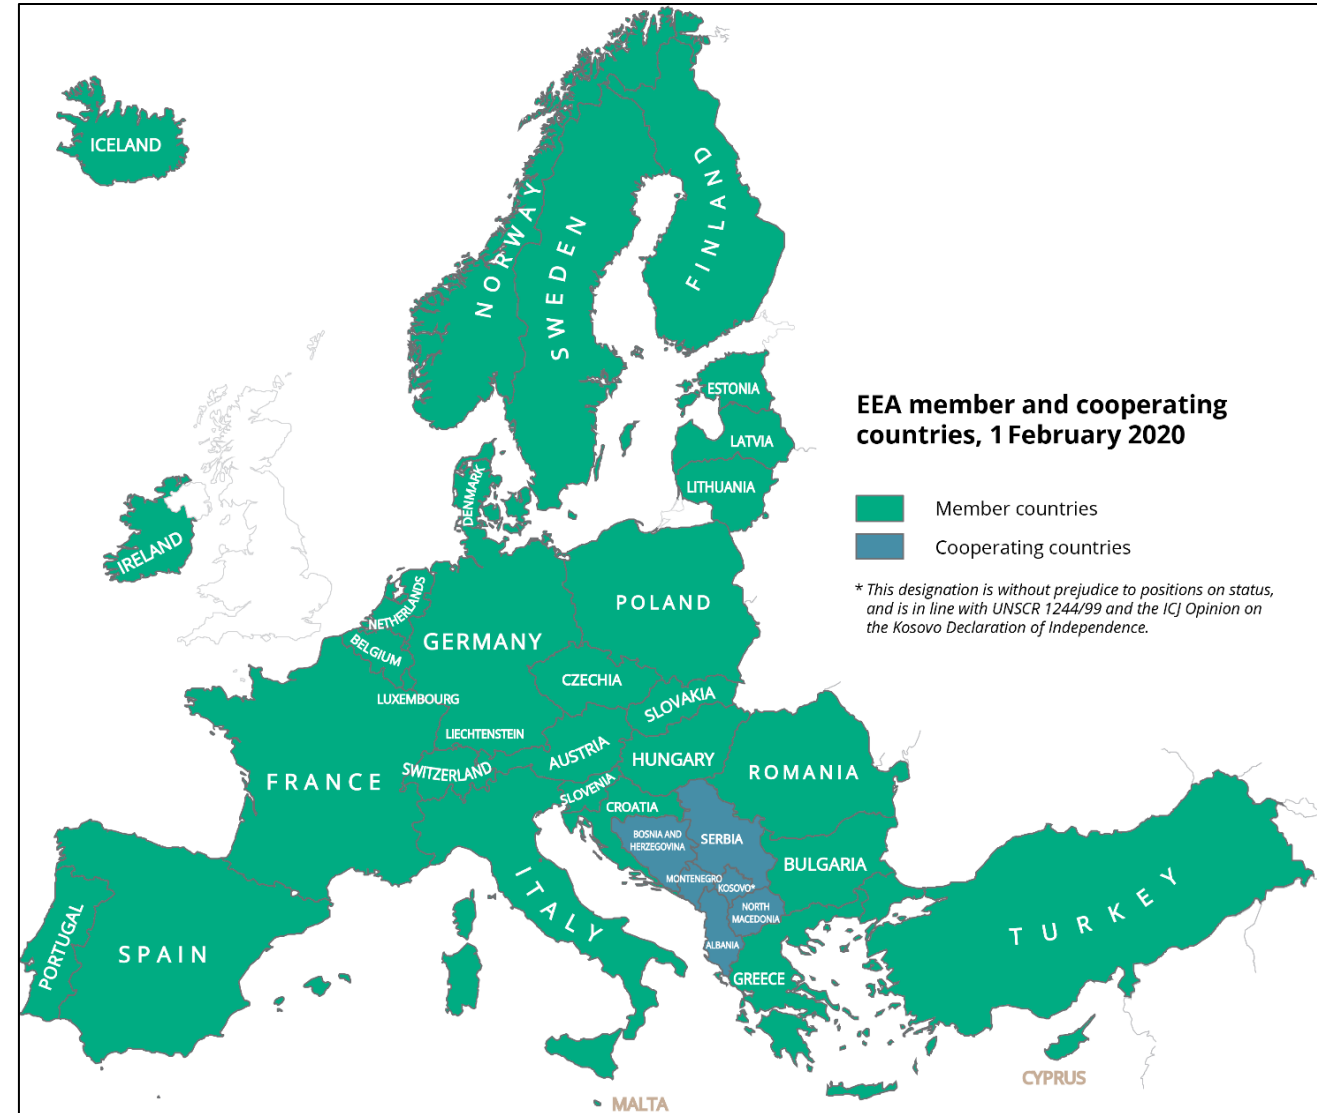 ICELAND
NORWAY
SWEDEN
FINLAND
ESTONIA
LATVIA
LITHUANIA
DENMARK
IRELAND
NETHERLANDS
BELGIUM
GERMANY
POLAND
LUXEMBOURG
CZECHIA
SLOVAKIA
LIECHTENSTEIN
AUSTRIA
HUNGARY
SWITZERLAND
FRANCE
SLOVENIA
CROATIA
ROMANIA
BOSNIA AND
HERZEGOVINA
SERBIA
BULGARIA
MONTENEGRO
KOSOVO*
NORTH
MACEDONIA
ALBANIA
GREECE
ITALY
PORTUGAL
SPAIN
TURKEY
CYPRUS
MALTA
EEA member and cooperating
countries, 1 February 2020
Member countries
Cooperating countries
* This designation is without prejudice to positions on status,
and is in line with UNSCR 1244/99 and the ICJ Opinion on
the Kosovo Declaration of Independence.